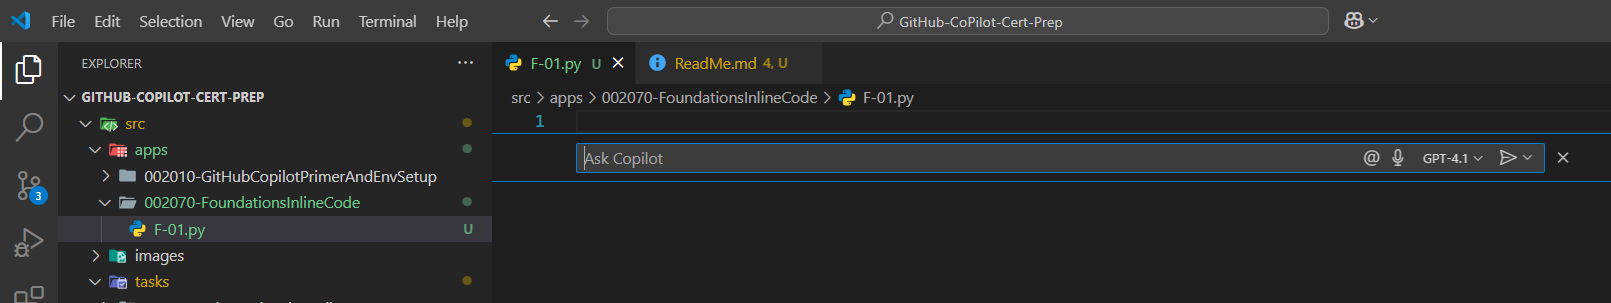 File Edit Selection View Go Run Terminal Help
GitHub-CoPilot-Cert-Prep
EXPLORER
GITHUB-COPILOT-CERT-PREP
src
apps
002010-GitHubCopilotPrimerAndEnvSetup
002070-FoundationsInlineCode
F-01.py U
images
tasks
3
F-01.py U
ReadMe.md 4, U
src > apps > 002070-FoundationsInlineCode > F-01.py
1
Ask Copilot @ GPT-4.1